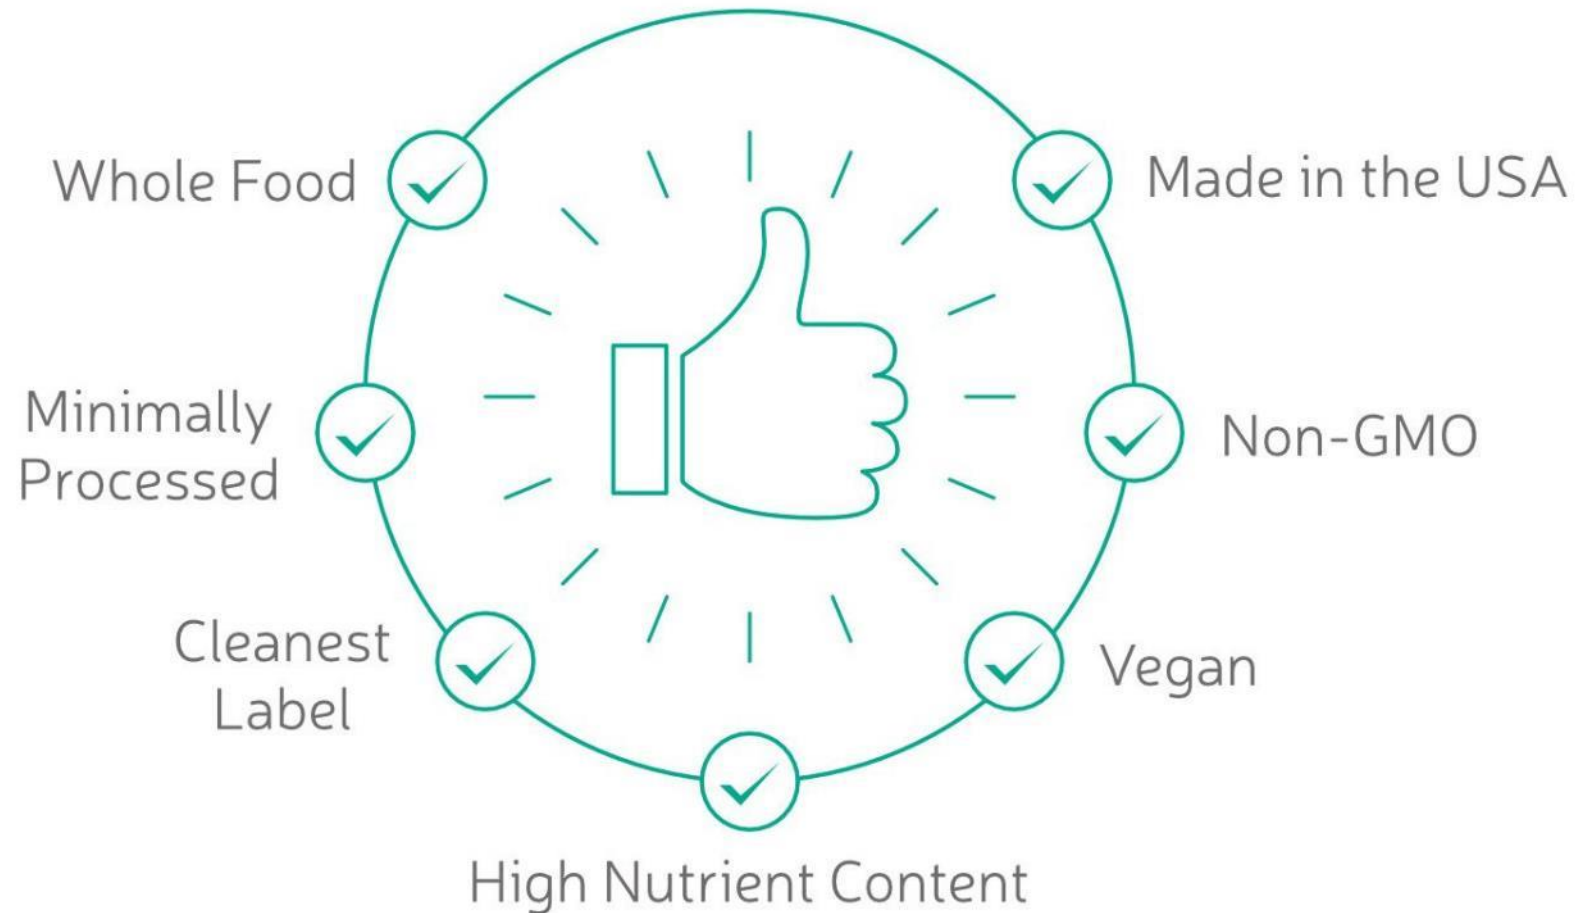 Whole Food
Made in the USA
Minimally
Processed
Non-GMO
Cleanest
Label
Vegan
High Nutrient Content